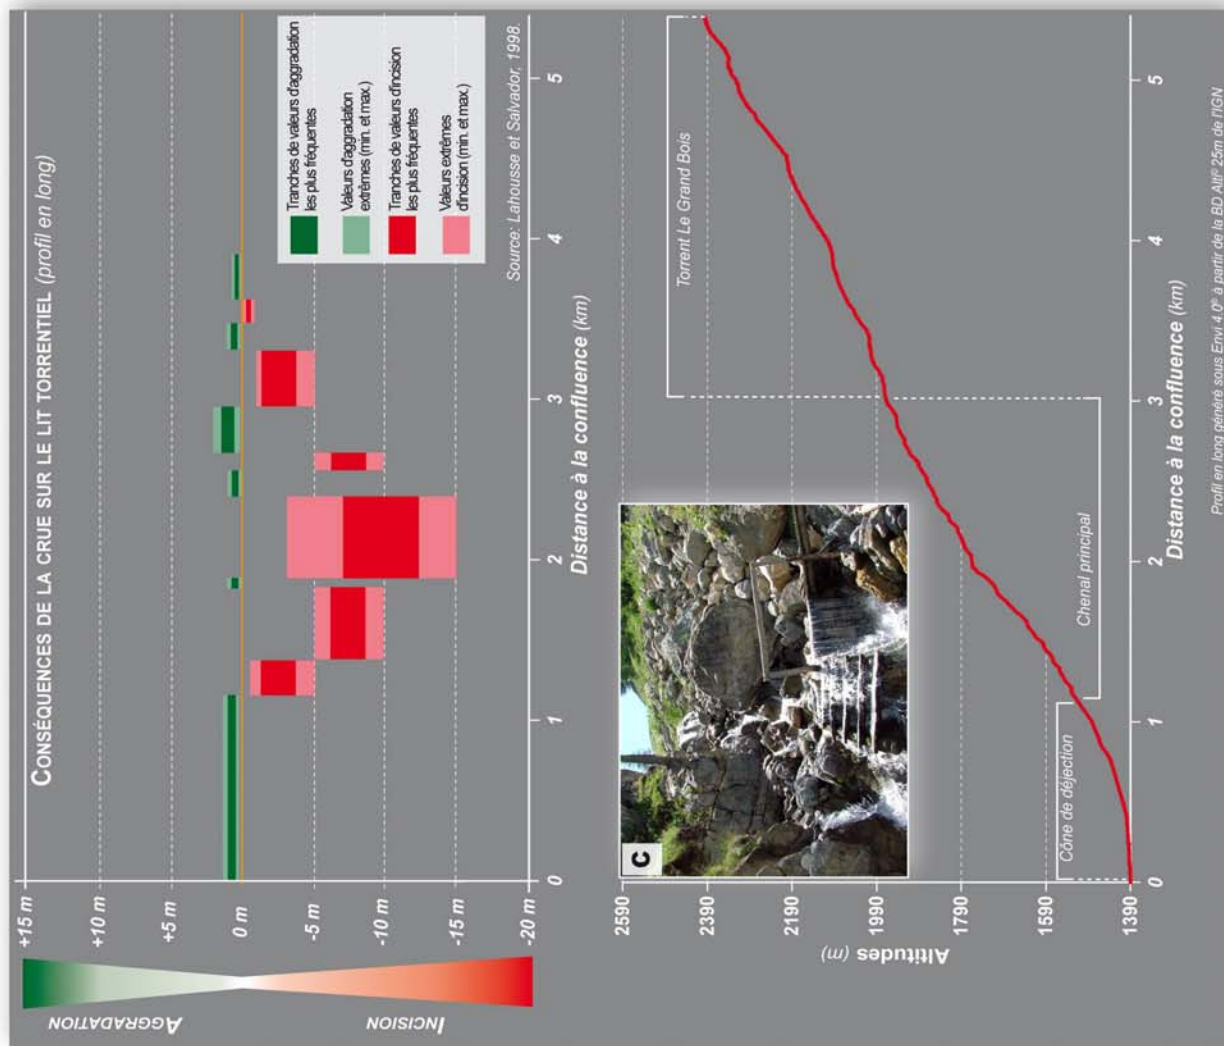 CONSÉQUENCES DE LA CRUE SUR LE LIT TORRENTIEL (profil en long)
+15 m
+10 m
+5 m
0 m
-5 m
-10 m
-15 m
-20 m
AGGRADATION
INCISION
Tranches de valeurs d'aggradation
les plus fréquentes
Valeurs d'aggradation
extrêmes (min. et max.)
Tranches de valeurs d'incision
les plus fréquentes
Valeurs extrêmes
d'incision (min. et max.)
Source: Lahousse et Salvador, 1998.
0
1
2
3
4
5
Distance à la confluence (km)
C
2590
2390
2190
1990
1790
1590
1390
Altitudes (m)
Torrent Le Grand Bois
Chenal principal
Cône de déjection
0
1
2
3
4
5
Distance à la confluence (km)
Profil en long généré sous Envi 4.0® à partir de la BD Alti® 25m de l'IGN